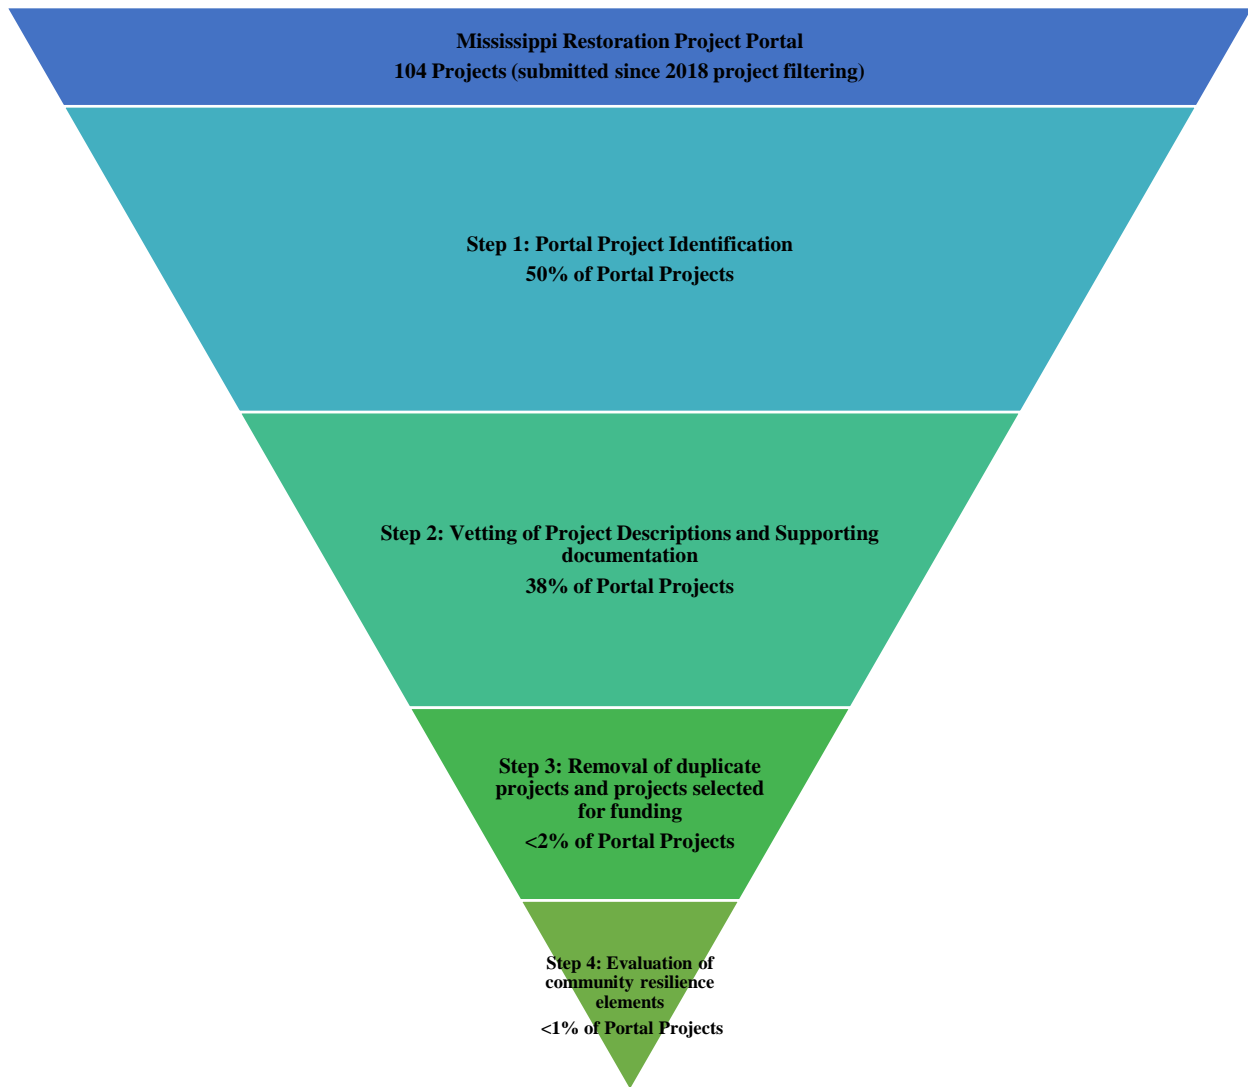 Mississippi Restoration Project Portal
104 Projects (submitted since 2018 project filtering)
Step 1: Portal Project Identification
50% of Portal Projects
Step 2: Vetting of Project Descriptions and Supporting
documentation
38% of Portal Projects
Step 3: Removal of duplicate
projects and projects selected
for funding
<2% of Portal Projects
Step 4: Evaluation of
community resilience
elements
<1% of Portal Projects